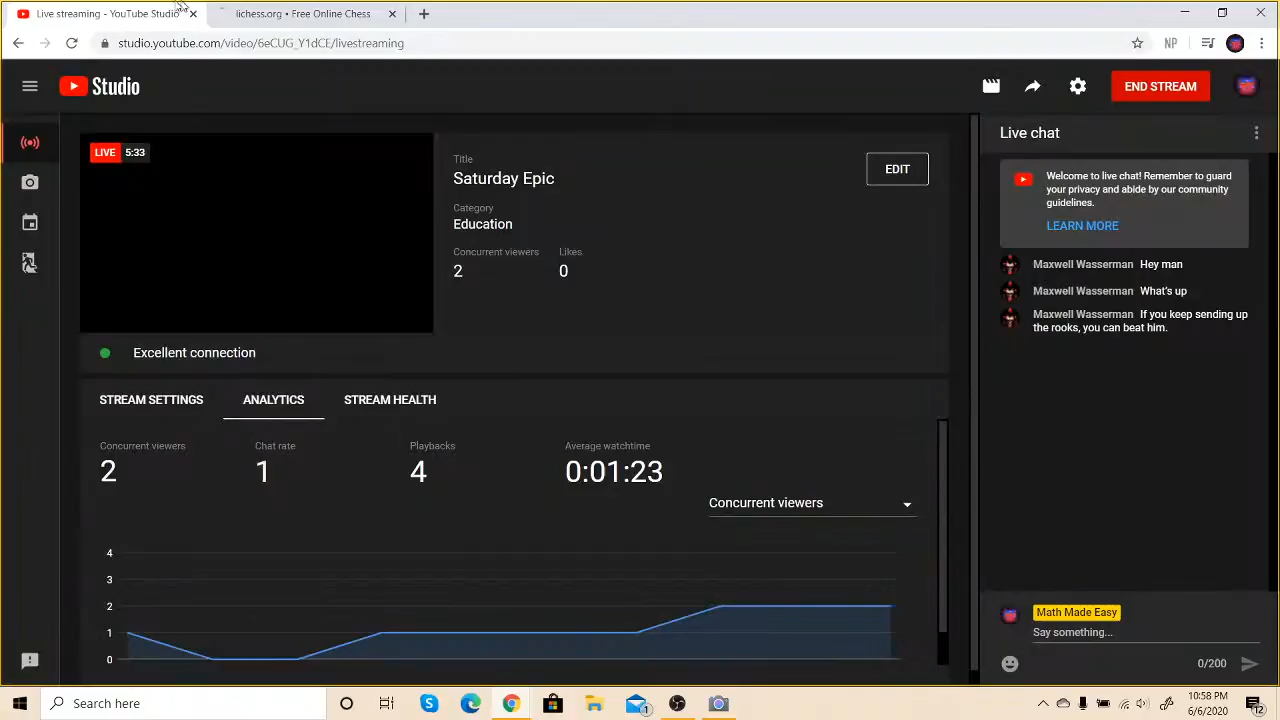 Live streaming - YouTube Studio
lichess.org • Free Online Chess
studio.youtube.com/video/6eCUG_Y1dCE/livestreaming
NP
Studio
END STREAM
LIVE 5:33
Title
Saturday Epic
EDIT
Category
Education
Concurrent viewers Likes
2 0
Excellent connection
STREAM SETTINGS ANALYTICS STREAM HEALTH
Concurrent viewers Chat rate Playbacks Average watchtime
2 1 4 0:01:23
Concurrent viewers
4
3
2
1
0
Live chat
Welcome to live chat! Remember to guard
your privacy and abide by our community
guidelines.
LEARN MORE
Maxwell Wasserman Hey man
Maxwell Wasserman What's up
Maxwell Wasserman If you keep sending up
the rooks, you can beat him.
Math Made Easy
Say something...
0/200
Search here
1
10:58 PM
6/6/2020
12